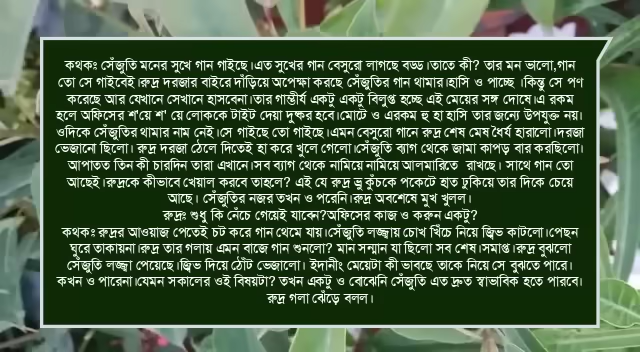 কথকঃ সেঁজুতি মনের সুখে গান গাইছে।এত সুখের গান বেসুরো লাগছে বড্ড।তাতে কী? তার মন ভালো,গান
তো সে গাইবেই।রুদ্র দরজার বাইরে দাঁড়িয়ে অপেক্ষা করছে সেঁজুতির গান থামার।হাসি ও পাচ্ছে ।কিন্তু সে পণ
করেছে আর যেখানে সেখানে হাসবেনা।তার গাম্ভীর্য একটু একটু বিলুপ্ত হচ্ছে এই মেয়ের সঙ্গ দোষে।এ রকম
হলে অফিসের শ'য়ে শ' য়ে লোককে টাইট দেয়া দুষ্কর হবে।মোটে ও এরকম হু হা হাসি তার জন্যে উপযুক্ত নয়।
ওদিকে সেঁজুতির থামার নাম নেই।সে গাইছে তো গাইছে।এমন বেসুরো গানে রুদ্র শেষ মেষ ধৈর্য হারালো।দরজা
ভেজানো ছিলো। রুদ্র দরজা ঠেলে দিতেই হা করে খুলে গেলো।সেঁজুতি ব্যাগ থেকে জামা কাপড় বার করছিলো।
আপাতত তিন কী চারদিন তারা এখানে।সব ব্যাগ থেকে নামিয়ে নামিয়ে আলমারিতে রাখছে। সাথে গান তো
আছেই।রুদ্রকে কীভাবে খেয়াল করবে তাহলে? এই যে রুদ্র ভ্রু কুঁচকে পকেটে হাত ঢুকিয়ে তার দিকে চেয়ে
আছে। সেঁজুতির নজর তখন ও পরেনি।রুদ্র অবশেষে মুখ খুলল।
রুদ্রঃ শুধু কি নেঁচে গেয়েই যাবেন?অফিসের কাজ ও করুন একটু?
কথকঃ রুদ্রর আওয়াজ পেতেই চট করে গান থেমে যায়।সেঁজুতি লজ্জায় চোখ খিঁচে নিয়ে জ্বিভ কাটলো।পেছন
ঘুরে তাকায়না।রুদ্র তার গলায় এমন বাজে গান শুনলো? মান সন্মান যা ছিলো সব শেষ।সমাপ্ত।রুদ্র বুঝলো
সেঁজুতি লজ্জা পেয়েছে।জ্বিভ দিয়ে ঠোঁট ভেজালো। ইদানীং মেয়েটা কী ভাবছে তাকে নিয়ে সে বুঝতে পারে।
কখন ও পারেনা।যেমন সকালের ওই বিষয়টা? তখন একটু ও বোঝেনি সেঁজুতি এত দ্রুত স্বাভাবিক হতে পারবে।
রুদ্র গলা ঝেঁড়ে বলল।